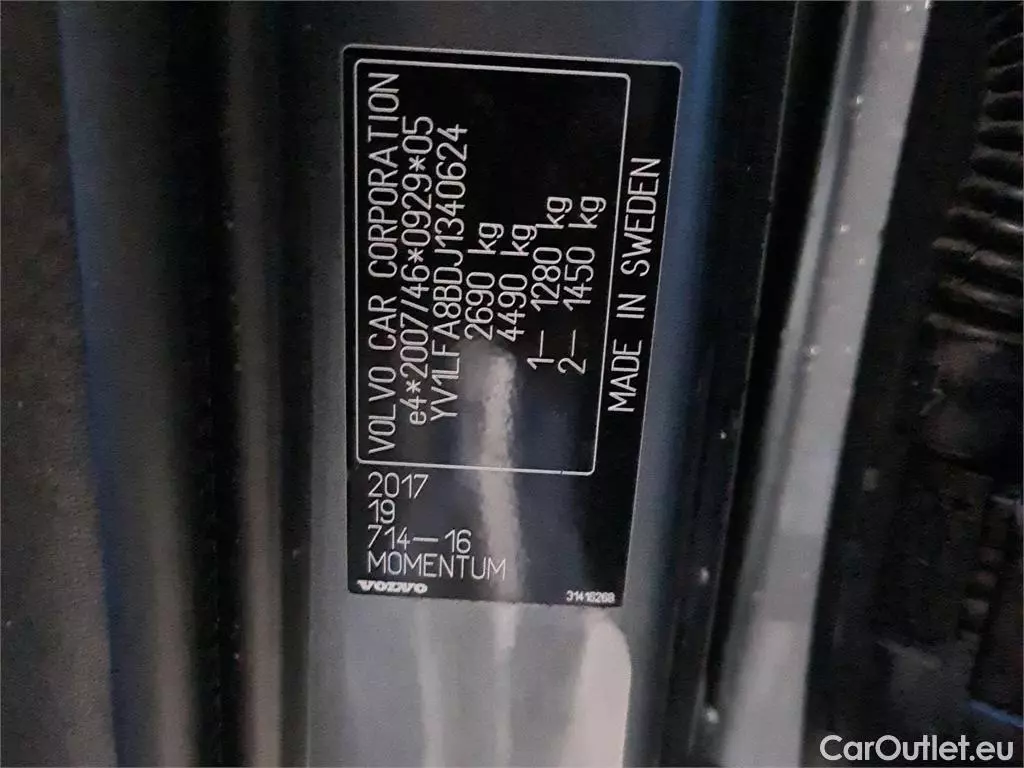 VOLVO CAR CORPORATION
e4*2007/46*0929*05
YV1LFA8BDJ1340624
2690 kg
4490 kg
1— 1280 kg
2— 1450 kg
MADE IN SWEDEN
2017
19
714—16
MOMENTUM
VOLVO
31416268
CarOutlet.eu